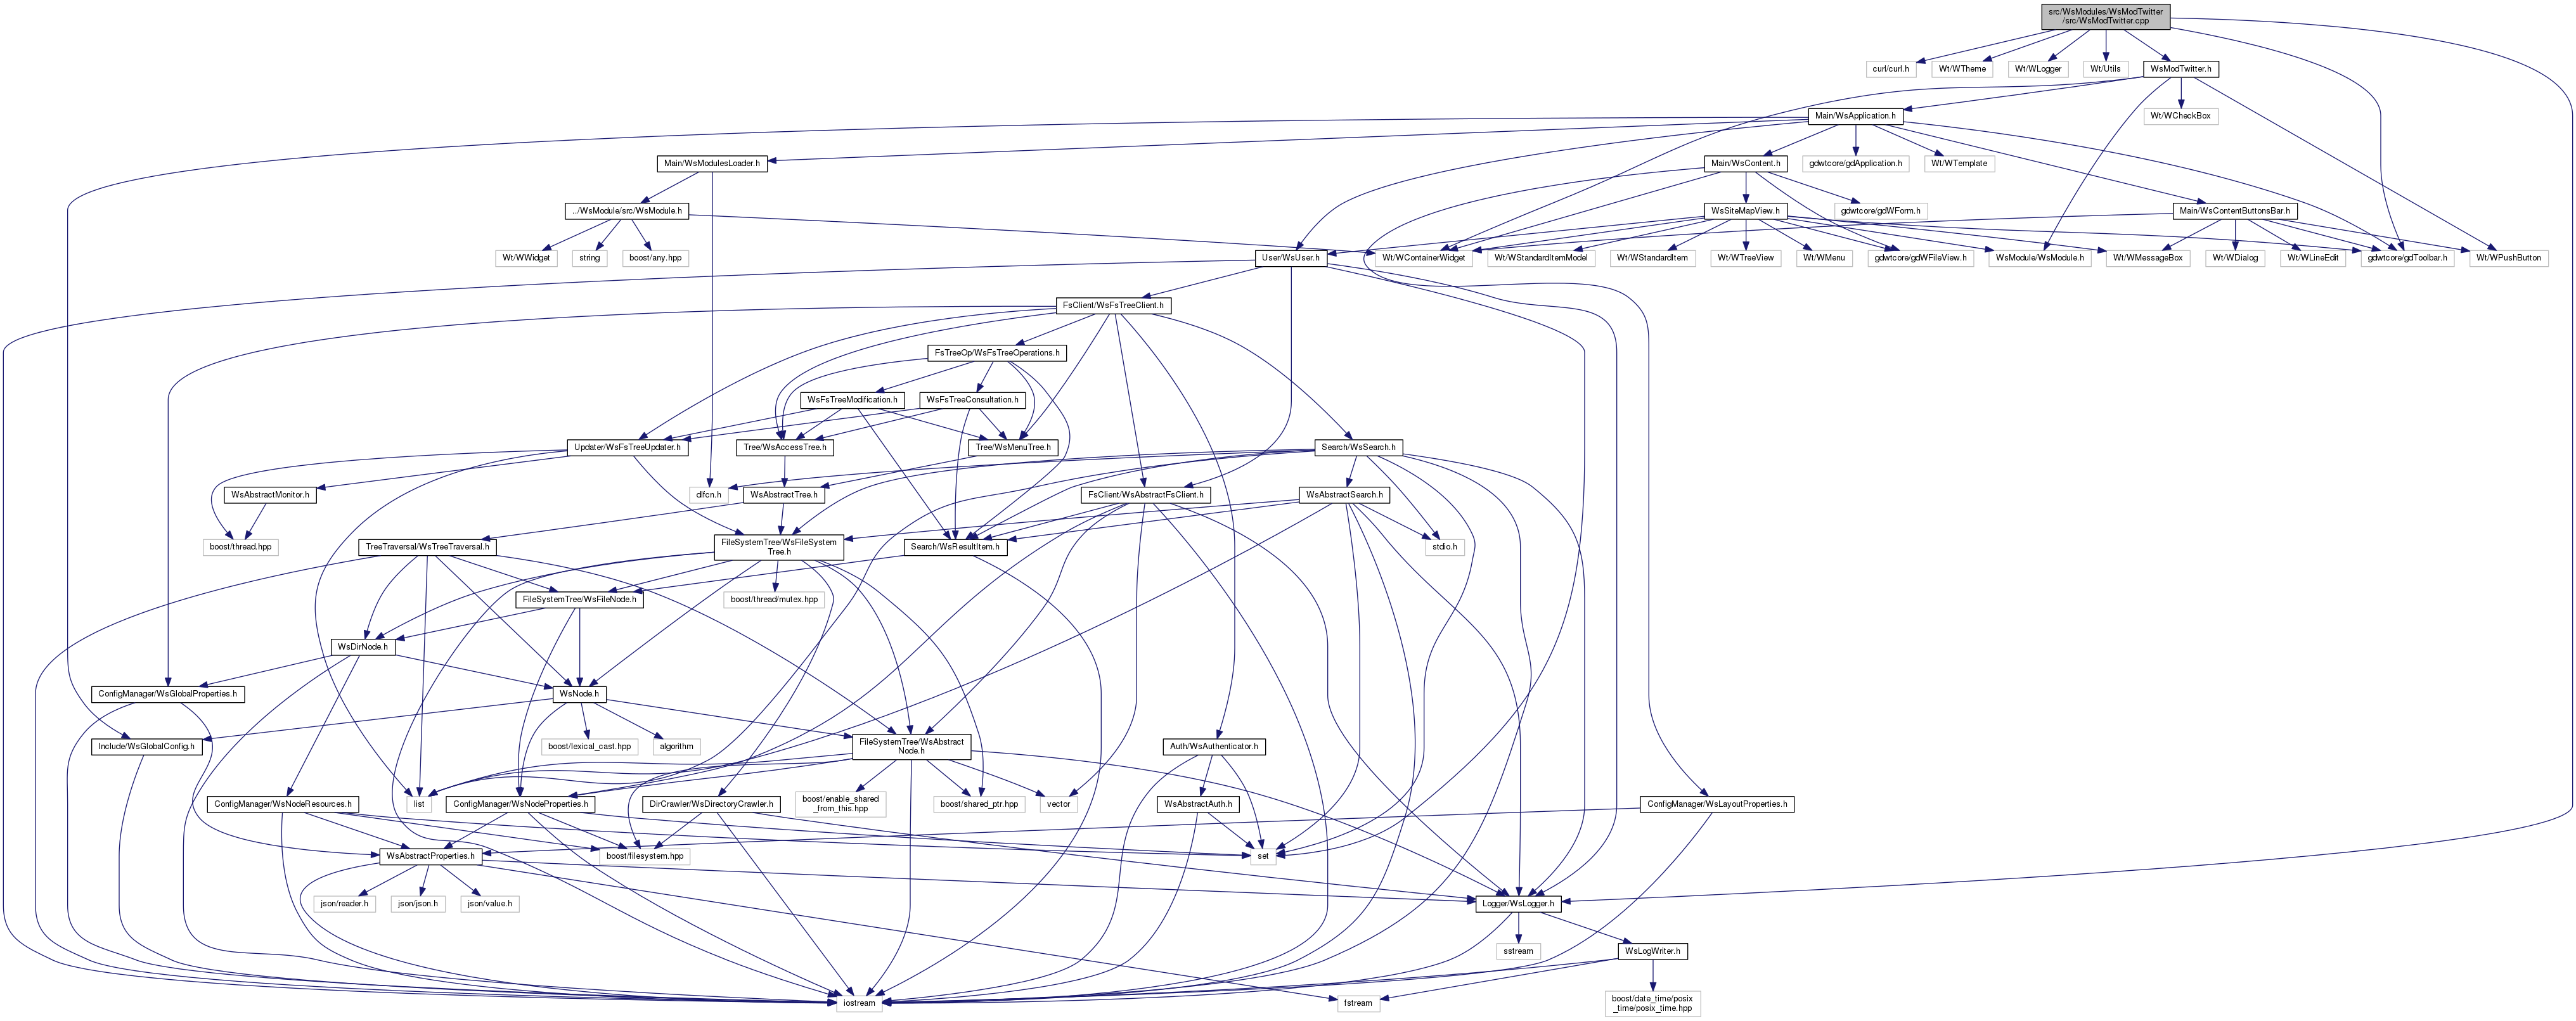 src/WsModules/WsModTwitter
/src/WsModTwitter.cpp
curl/curl.h
Wt/WTheme
Wt/WLogger
Wt/Utils
WsModTwitter.h
Main/WsApplication.h
Wt/WCheckBox
Main/WsModulesLoader.h
Main/WsContent.h
gdwtcore/gdApplication.h
Wt/WTemplate
../WsModule/src/WsModule.h
WsSiteMapView.h
gdwtcore/gdWForm.h
Main/WsContentButtonsBar.h
Wt/WWidget
string
boost/any.hpp
User/WsUser.h
Wt/WContainerWidget
Wt/WStandardItemModel
Wt/WStandardItem
Wt/WTreeView
Wt/WMenu
gdwtcore/gdWFileView.h
WsModule/WsModule.h
Wt/WMessageBox
Wt/WDialog
Wt/WLineEdit
gdwtcore/gdToolbar.h
Wt/WPushButton
FsClient/WsFsTreeClient.h
FsTreeOp/WsFsTreeOperations.h
WsFsTreeModification.h
WsFsTreeConsultation.h
Updater/WsFsTreeUpdater.h
Tree/WsAccessTree.h
Tree/WsMenuTree.h
Search/WsSearch.h
WsAbstractMonitor.h
dlfcn.h
WsAbstractTree.h
FsClient/WsAbstractFsClient.h
WsAbstractSearch.h
boost/thread.hpp
TreeTraversal/WsTreeTraversal.h
FileSystemTree/WsFileSystem
Tree.h
Search/WsResultItem.h
stdio.h
FileSystemTree/WsFileNode.h
boost/thread/mutex.hpp
WsDirNode.h
ConfigManager/WsGlobalProperties.h
WsNode.h
Include/WsGlobalConfig.h
boost/lexical_cast.hpp
algorithm
FileSystemTree/WsAbstract
Node.h
Auth/WsAuthenticator.h
ConfigManager/WsNodeResources.h
list
ConfigManager/WsNodeProperties.h
DirCrawler/WsDirectoryCrawler.h
boost/enable_shared
_from_this.hpp
boost/shared_ptr.hpp
vector
WsAbstractAuth.h
ConfigManager/WsLayoutProperties.h
WsAbstractProperties.h
boost/filesystem.hpp
set
json/reader.h
json/json.h
json/value.h
Logger/WsLogger.h
sstream
WsLogWriter.h
iostream
fstream
boost/date_time/posix
_time/posix_time.hpp